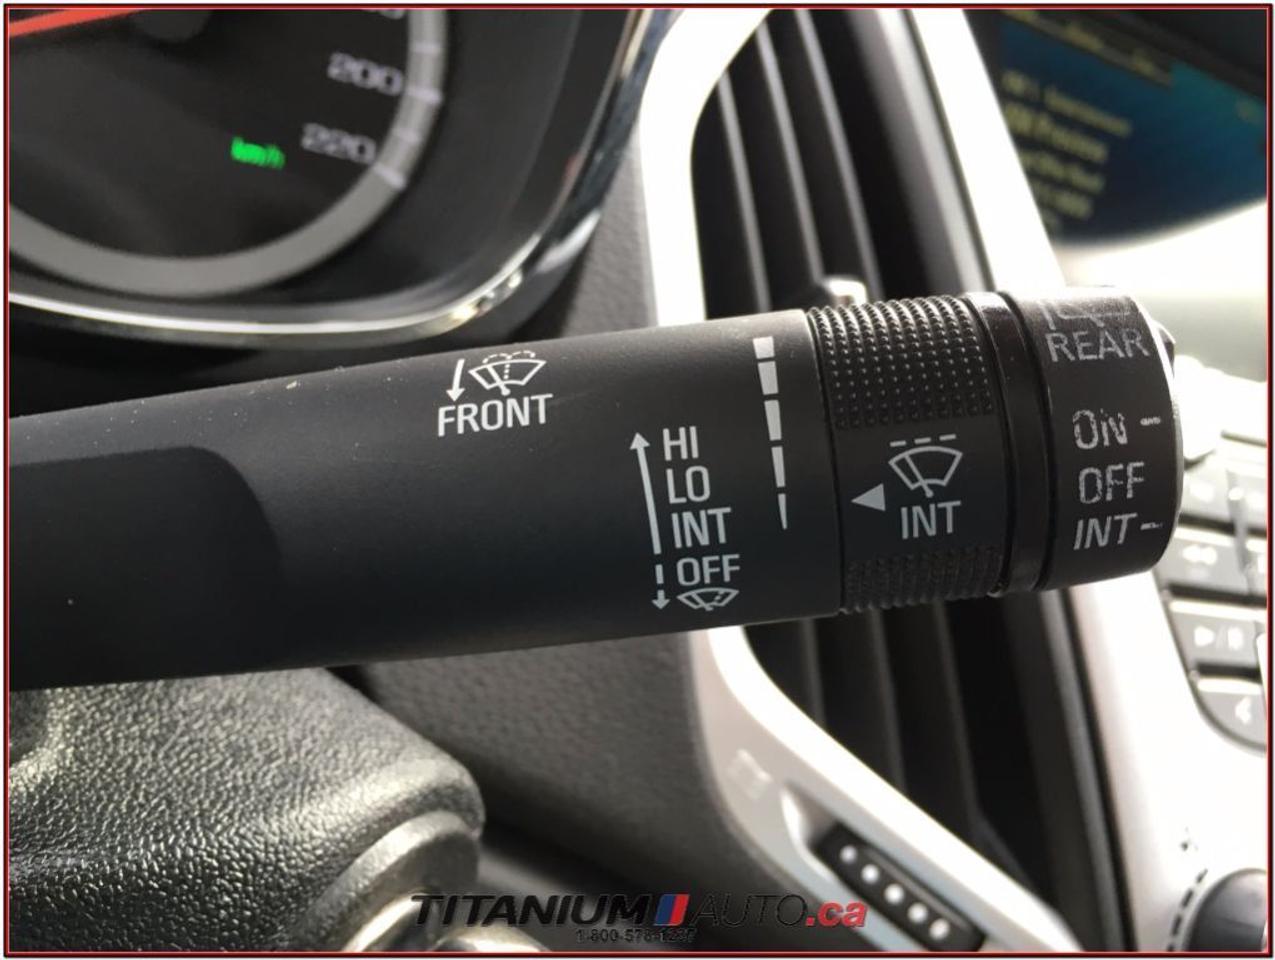 200
220
km/h
FRONT
HI
LO
INT
OFF
INT
REAR
ON
OFF
INT
TITANIUM AUTO.ca